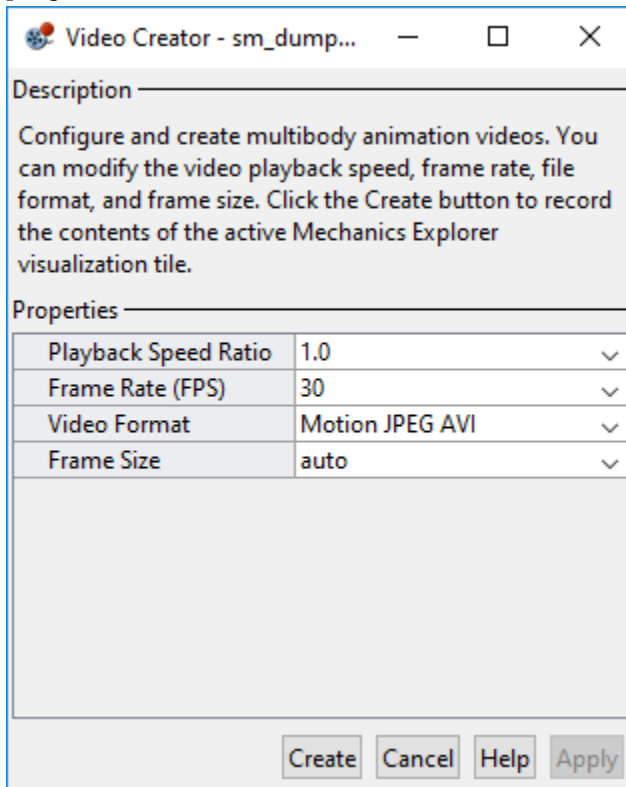 Video Creator - sm_dump...
Description
Configure and create multibody animation videos. You
can modify the video playback speed, frame rate, file
format, and frame size. Click the Create button to record
the contents of the active Mechanics Explorer
visualization tile.
Properties
Playback Speed Ratio 1.0
Frame Rate (FPS) 30
Video Format Motion JPEG AVI
Frame Size auto
Create Cancel Help Apply